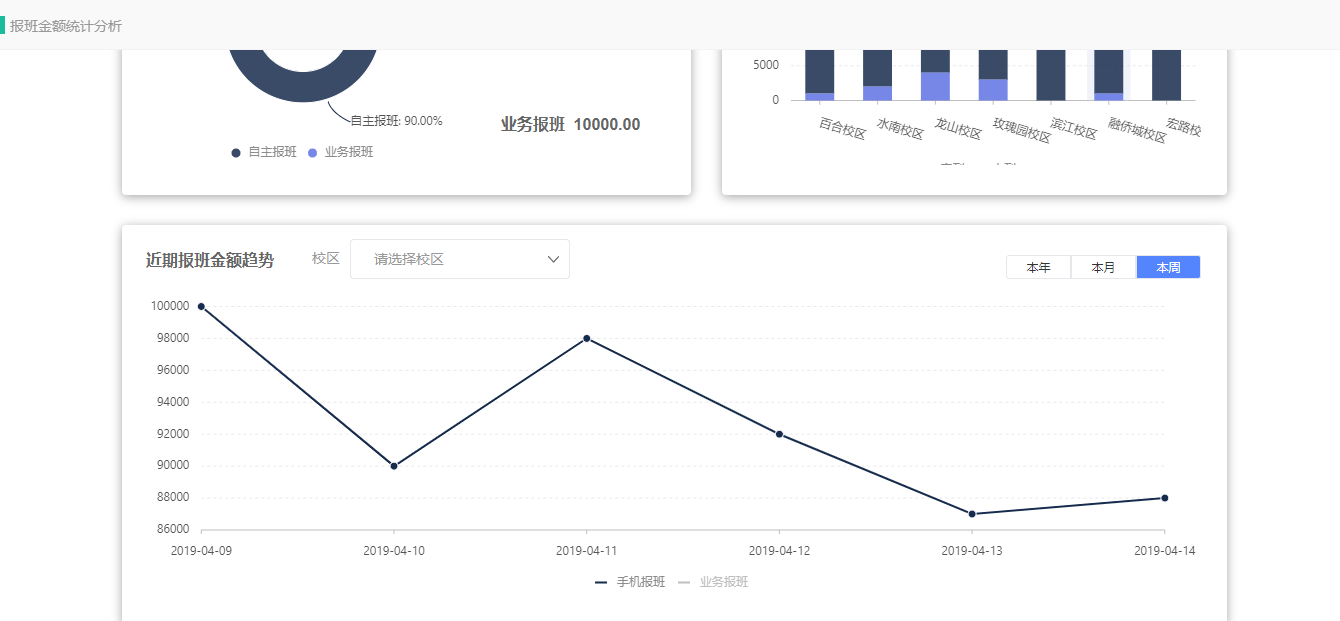 报班金额统计分析
自主报班: 90.00%
业务报班 10000.00
自主报班 业务报班
5000
0
百合校区 水南校区 龙山校区 玫瑰园校区 滨江校区 融侨城校区 宏路校
近期报班金额趋势 校区 请选择校区
本年 本月 本周
100000
98000
96000
94000
92000
90000
88000
86000
2019-04-09 2019-04-10 2019-04-11 2019-04-12 2019-04-13 2019-04-14
手机报班 业务报班